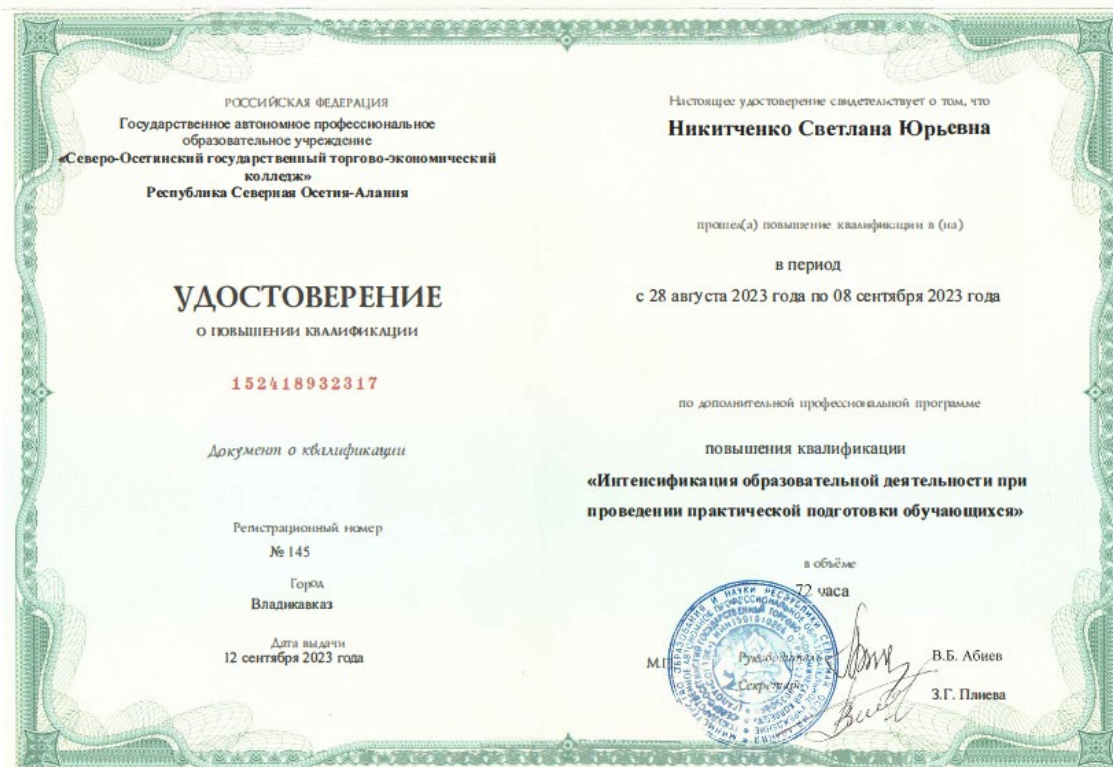 РОССИЙСКАЯ ФЕДЕРАЦИЯ
Государственное автономное профессиональное
образовательное учреждение
«Северо-Осетинский государственный торгово-экономический
колледж»
Республика Северная Осетия-Алания
УДОСТОВЕРЕНИЕ
О ПОВЫШЕНИИ КВАЛИФИКАЦИИ
152418932317
Документ о квалификации
Регистрационный номер
№ 145
Город
Владикавказ
Дата выдачи
12 сентября 2023 года
Настоящее удостоверение свидетельствует о том, что
Никитченко Светлана Юрьевна
прошел(а) повышение квалификации в (на)
в период
с 28 августа 2023 года по 08 сентября 2023 года
по дополнительной профессиональной программе
повышения квалификации
«Интенсификация образовательной деятельности при
проведении практической подготовки обучающихся»
в объёме
72 часа
М.П.
Руководитель
В.Б. Абиев
Секретарь
З.Г. Плиева